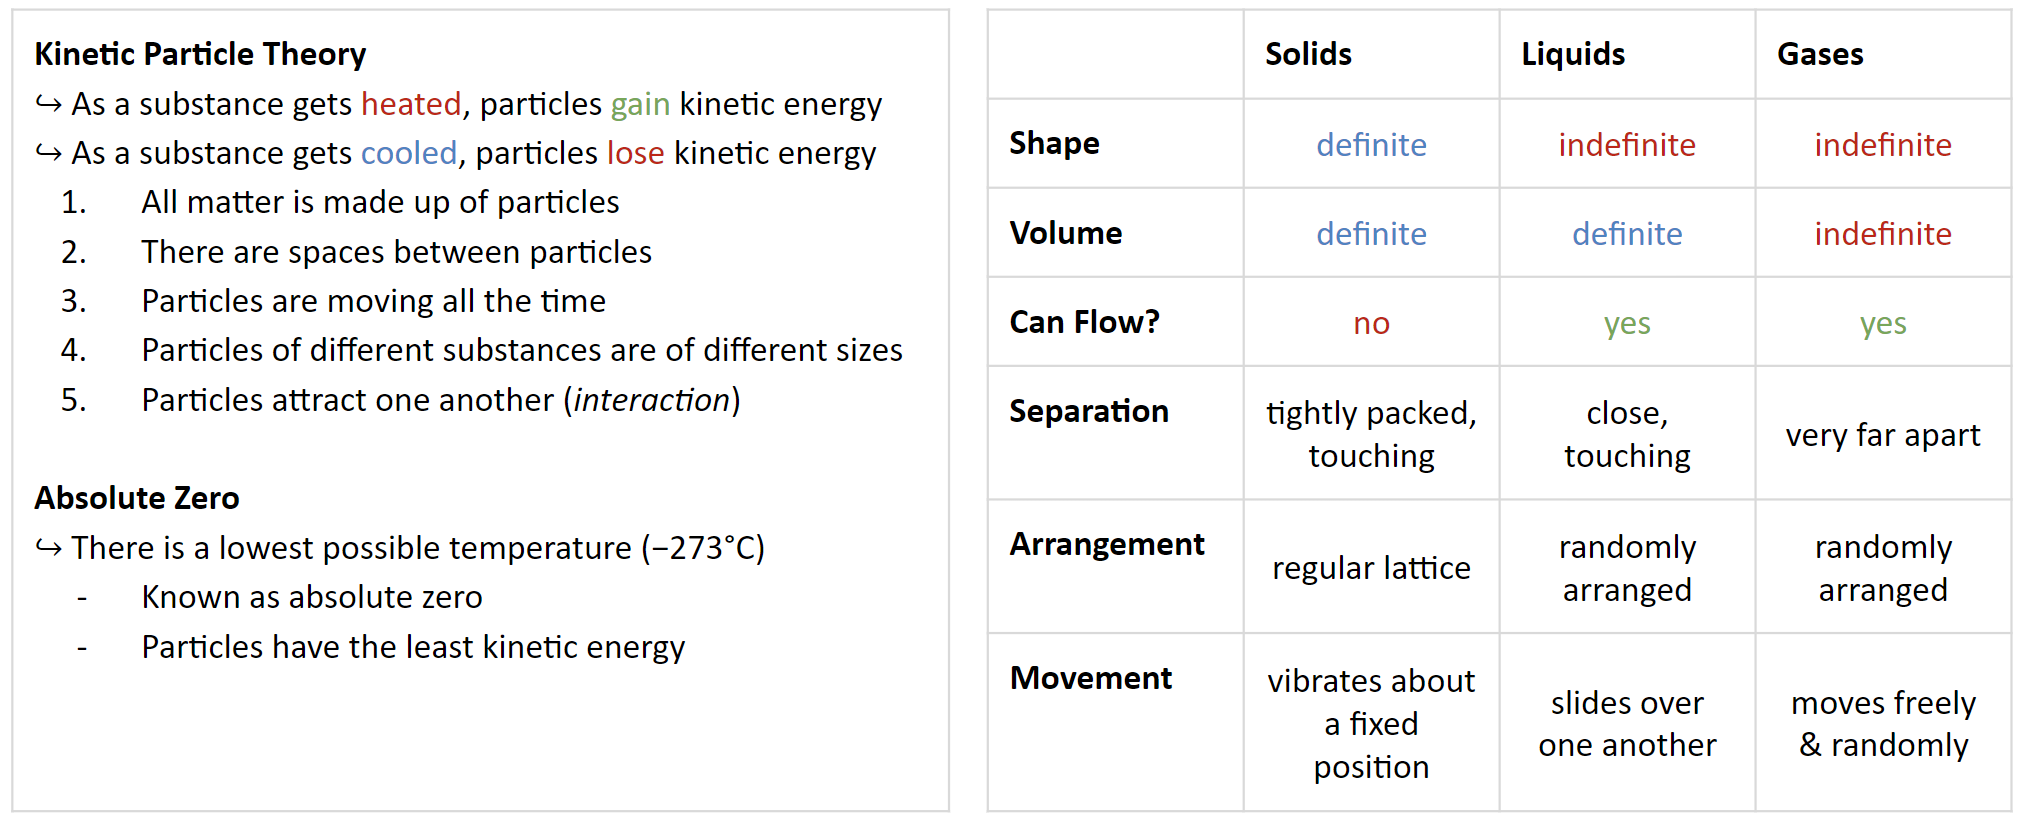 Kinetic Particle Theory
↪ As a substance gets heated, particles gain kinetic energy
↪ As a substance gets cooled, particles lose kinetic energy
1. All matter is made up of particles
2. There are spaces between particles
3. Particles are moving all the time
4. Particles of different substances are of different sizes
5. Particles attract one another (interaction)
Absolute Zero
↪ There is a lowest possible temperature (−273°C)
- Known as absolute zero
- Particles have the least kinetic energy
Solids Liquids Gases
Shape definite indefinite indefinite
Volume definite definite indefinite
Can Flow? no yes yes
Separation tightly packed, touching close, touching very far apart
Arrangement regular lattice randomly arranged randomly arranged
Movement vibrates about a fixed position slides over one another moves freely & randomly